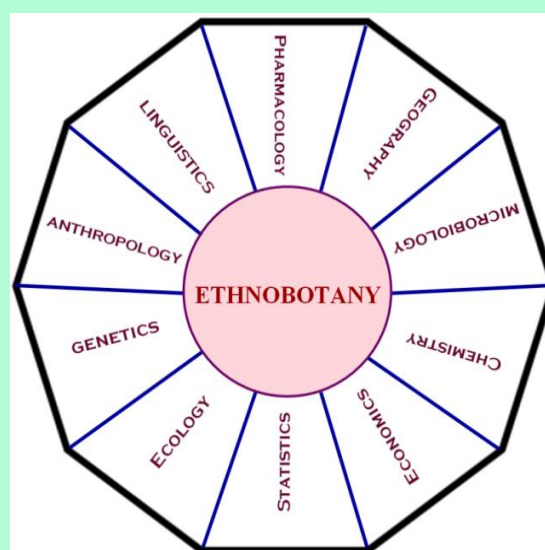 PHARMACOLOGY
GEOGRAPHY
MICROBIOLOGY
CHEMISTRY
ECONOMICS
STATISTICS
ECOLOGY
GENETICS
ANTHROPOLOGY
LINGUISTICS
ETHNOBOTANY